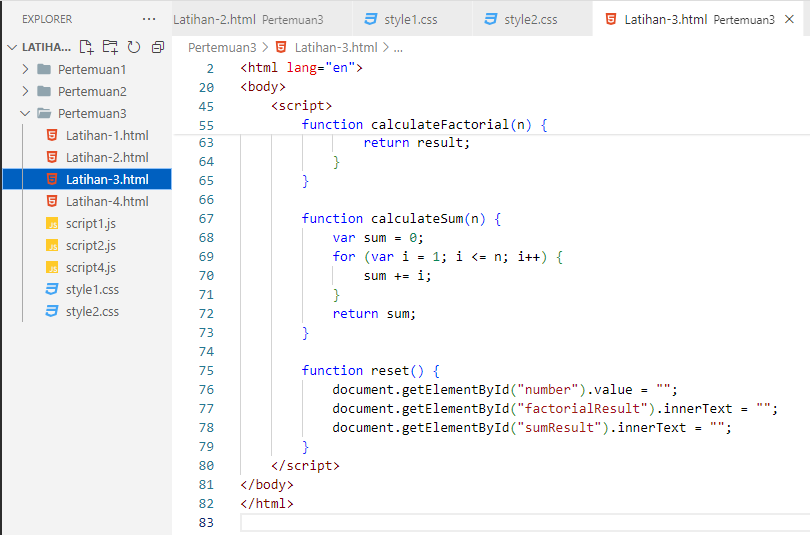 EXPLORER ...
LATIHA...
Pertemuan1
Pertemuan2
Pertemuan3
Latihan-1.html
Latihan-2.html
Latihan-3.html
Latihan-4.html
script1.js
script2.js
script4.js
style1.css
style2.css
Latihan-2.html Pertemuan3 style1.css style2.css Latihan-3.html Pertemuan3
Pertemuan3 > Latihan-3.html > ...
2 <html lang="en">
20 <body>
45 <script>
55 function calculateFactorial(n) {
63 return result;
64 }
65 }
66
67 function calculateSum(n) {
68 var sum = 0;
69 for (var i = 1; i <= n; i++) {
70 sum += i;
71 }
72 return sum;
73 }
74
75 function reset() {
76 document.getElementById("number").value = "";
77 document.getElementById("factorialResult").innerText = "";
78 document.getElementById("sumResult").innerText = "";
79 }
80 </script>
81 </body>
82 </html>
83